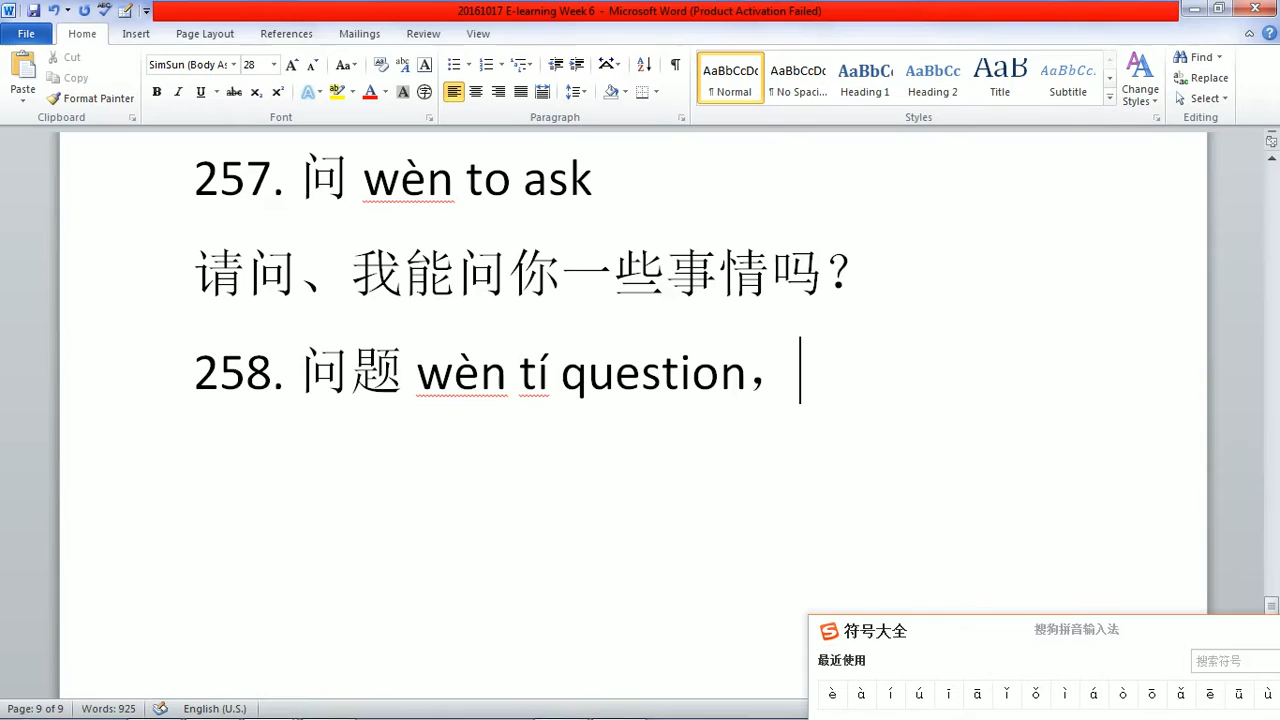 20161017 E-learning Week 6 - Microsoft Word (Product Activation Failed)
File Home Insert Page Layout References Mailings Review View
Paste Cut Copy Format Painter Clipboard
SimSun (Body A: 28 Font
Paragraph
AaBbCcDc Normal AaBbCcDc No Spaci... AaBbC Heading 1 AaBbCc Heading 2 AaB Title AaBbCc. Subtitle Change Styles Styles
Find Replace Select Editing
257. 问 wèn to ask
请问、我能问你一些事情吗？
258. 问题 wèn tí question，
符号大全 搜狗拼音输入法
最近使用 搜索符号
è à í ú ī ā ǐ ǒ ì á ò ō ǎ ē ū ù
Page: 9 of 9 Words: 925 English (U.S.)